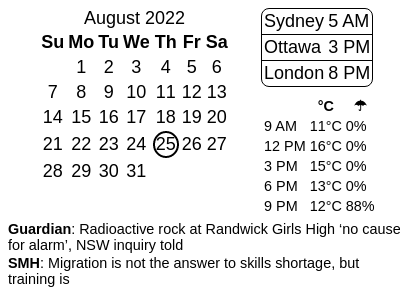 August 2022
Su Mo Tu We Th Fr Sa
1 2 3 4 5 6
7 8 9 10 11 12 13
14 15 16 17 18 19 20
21 22 23 24 25 26 27
28 29 30 31
Sydney 5 AM
Ottawa 3 PM
London 8 PM
°C ☂
9 AM 11°C 0%
12 PM 16°C 0%
3 PM 15°C 0%
6 PM 13°C 0%
9 PM 12°C 88%
Guardian: Radioactive rock at Randwick Girls High ‘no cause
for alarm’, NSW inquiry told
SMH: Migration is not the answer to skills shortage, but
training is